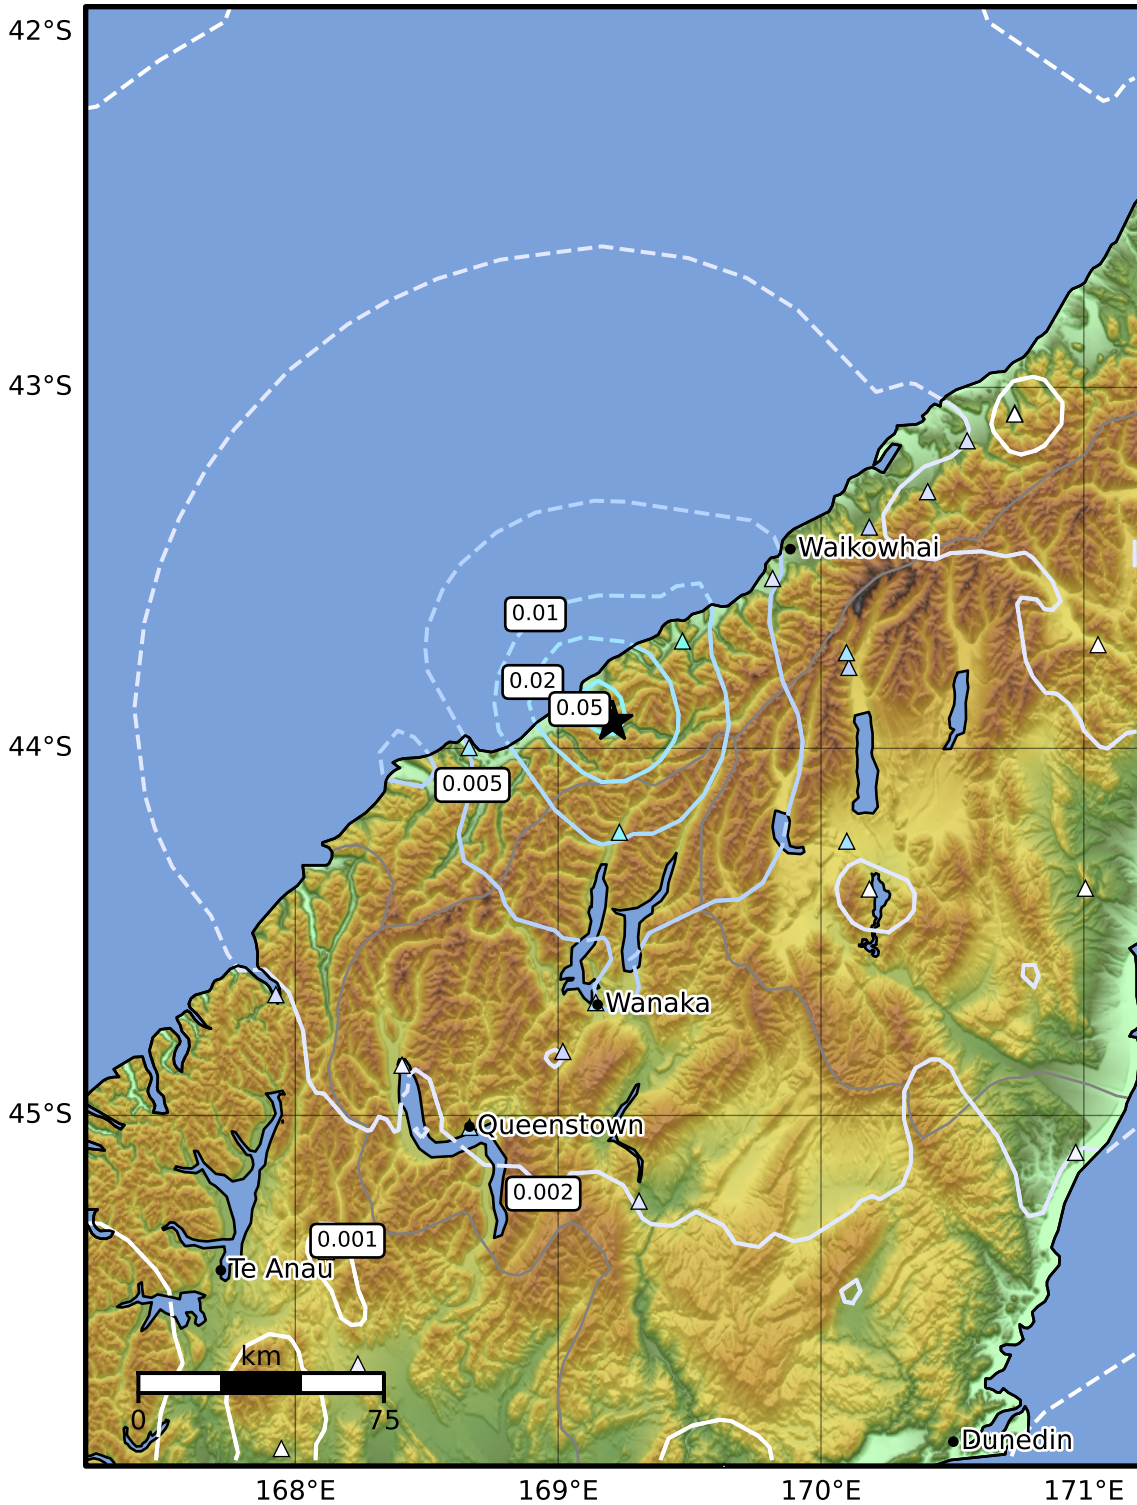 42°S
43°S
Waikowhai
0.01
0.02
0.05
44°S
0.005
Wanaka
45°S
Queenstown
0.002
0.001
Te Anau
km
0
75
Dunedin
168°E
169°E
170°E
171°E